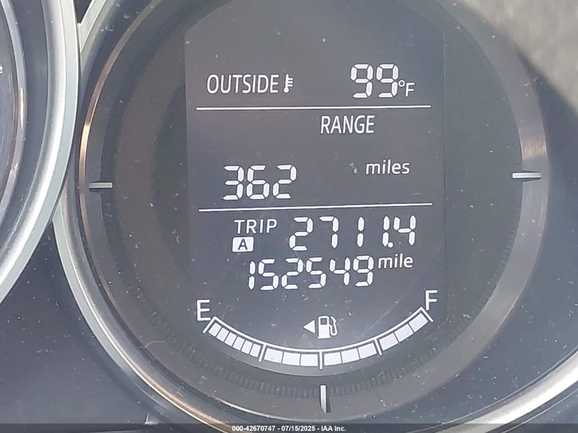 OUTSIDE 99°F
RANGE
362 miles
TRIP A 2711.4
152549 mile
E F
000-42670747 - 07/15/2025 - IAA Inc.